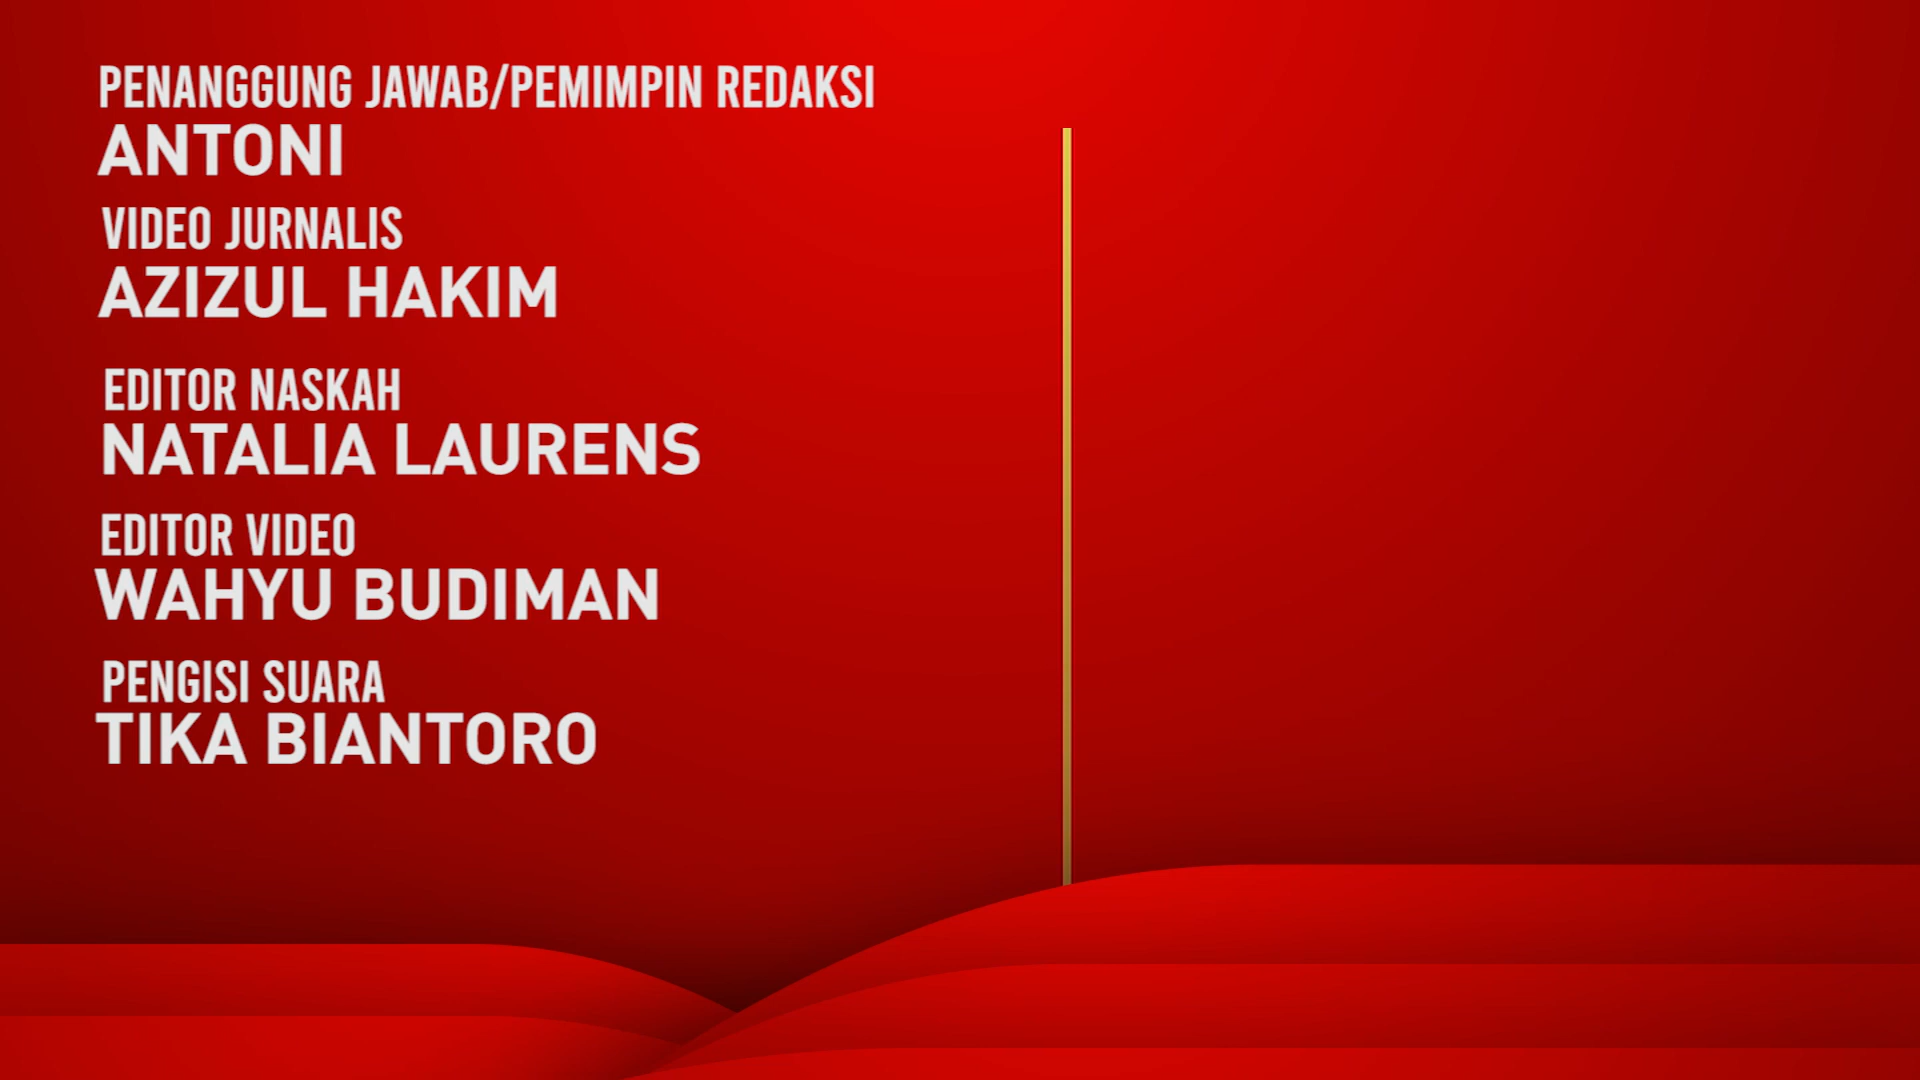 PENANGGUNG JAWAB/PEMIMPIN REDAKSI
ANTONI
VIDEO JURNALIS
AZIZUL HAKIM
EDITOR NASKAH
NATALIA LAURENS
EDITOR VIDEO
WAHYU BUDIMAN
PENGISI SUARA
TIKA BIANTORO